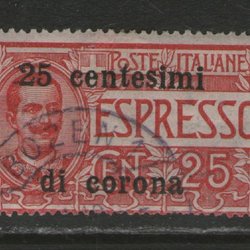 POSTE ITALIANE
25 centesimi
ESPRESSO
CENT. 25
di corona